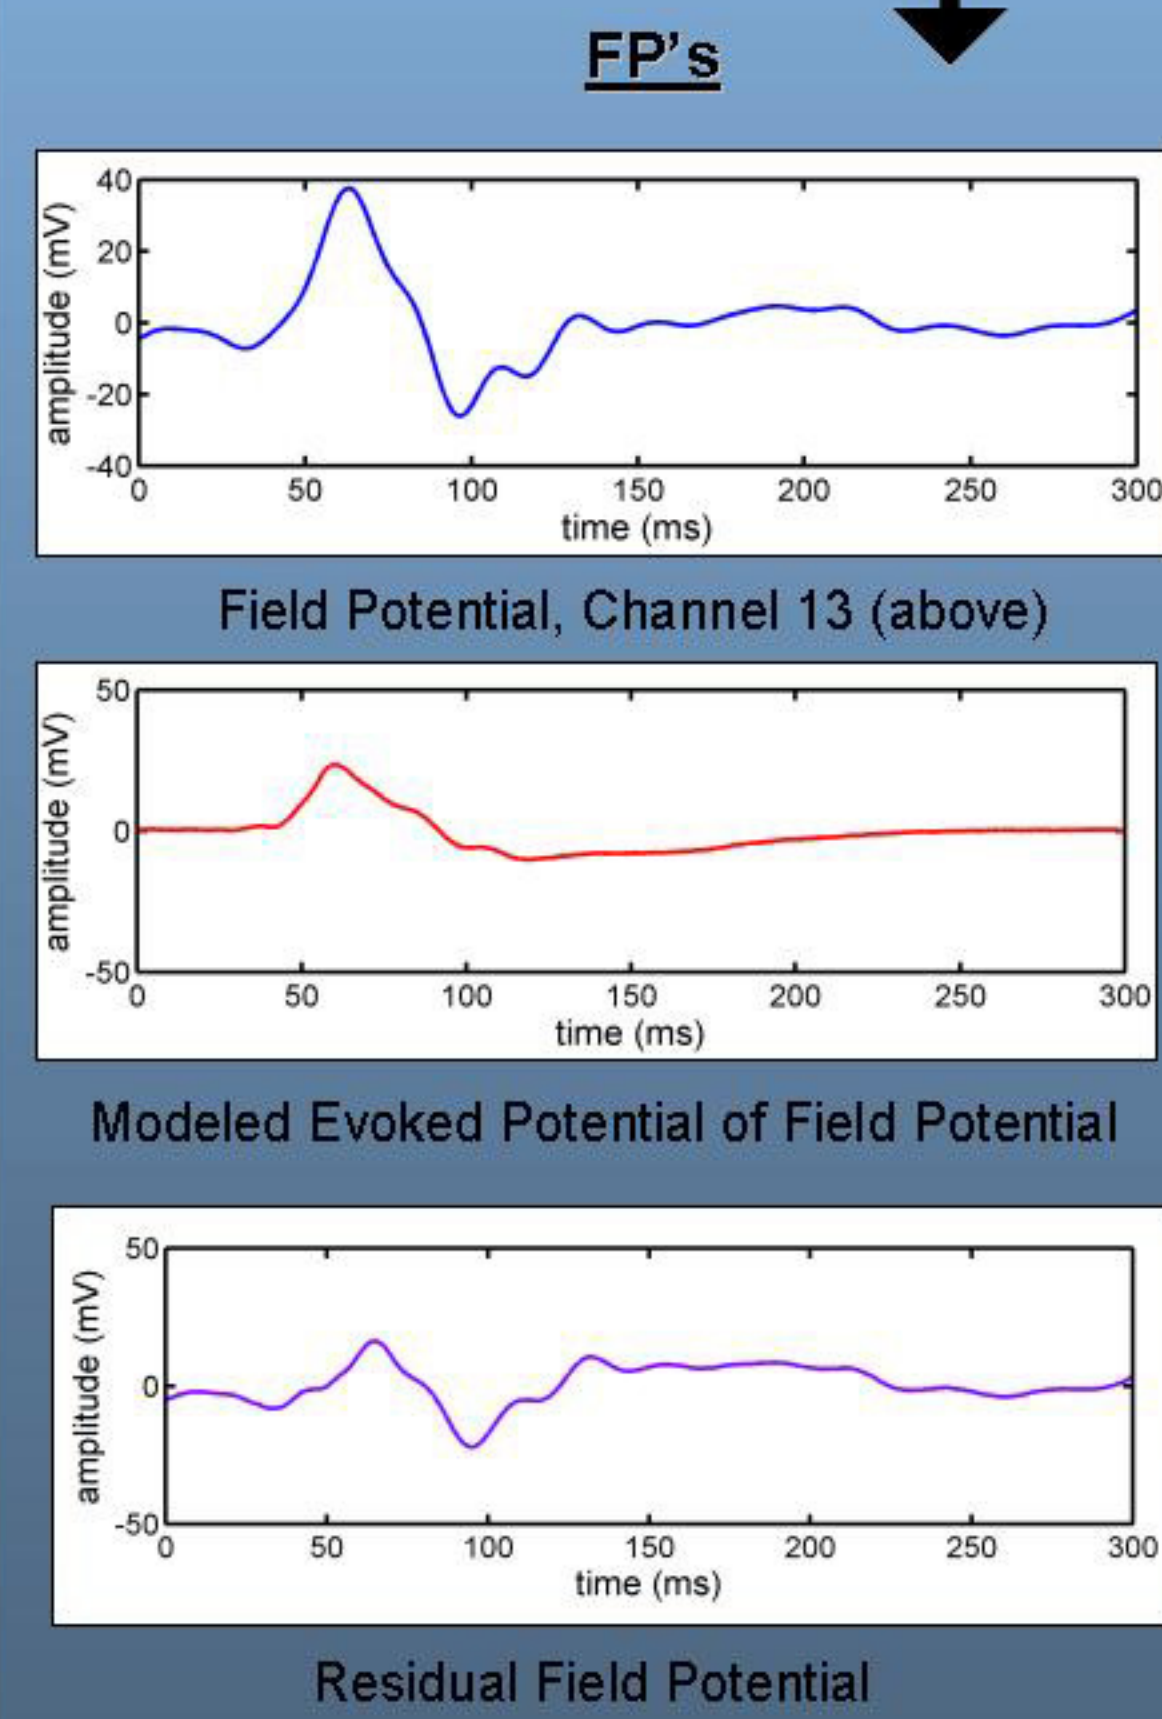 FP's
40
20
0
-20
-40
amplitude (mV)
0 50 100 150 200 250 300
time (ms)
Field Potential, Channel 13 (above)
50
0
-50
amplitude (mV)
0 50 100 150 200 250 300
time (ms)
Modeled Evoked Potential of Field Potential
50
0
-50
amplitude (mV)
0 50 100 150 200 250 300
time (ms)
Residual Field Potential